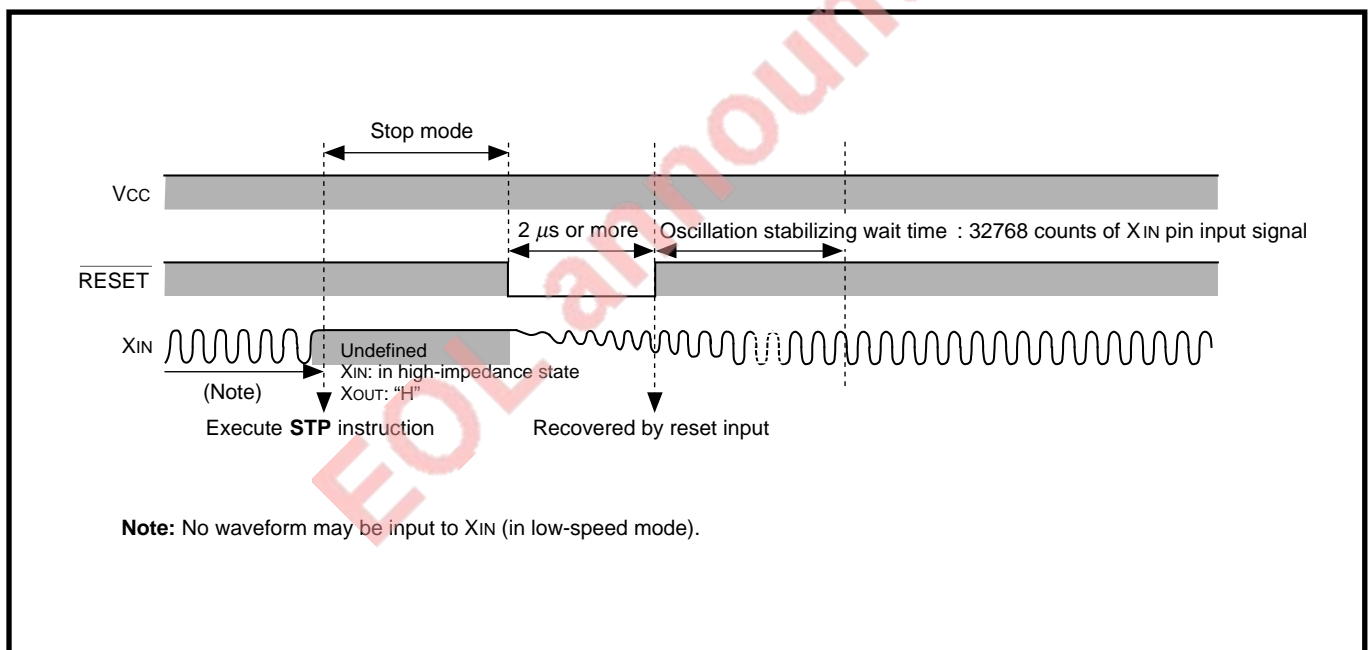 Stop mode
VCC
2 μs or more
Oscillation stabilizing wait time : 32768 counts of XIN pin input signal
RESET
XIN
Undefined
XIN: in high-impedance state
XOUT: “H”
(Note)
Execute STP instruction
Recovered by reset input
Note: No waveform may be input to XIN (in low-speed mode).
EOL announ